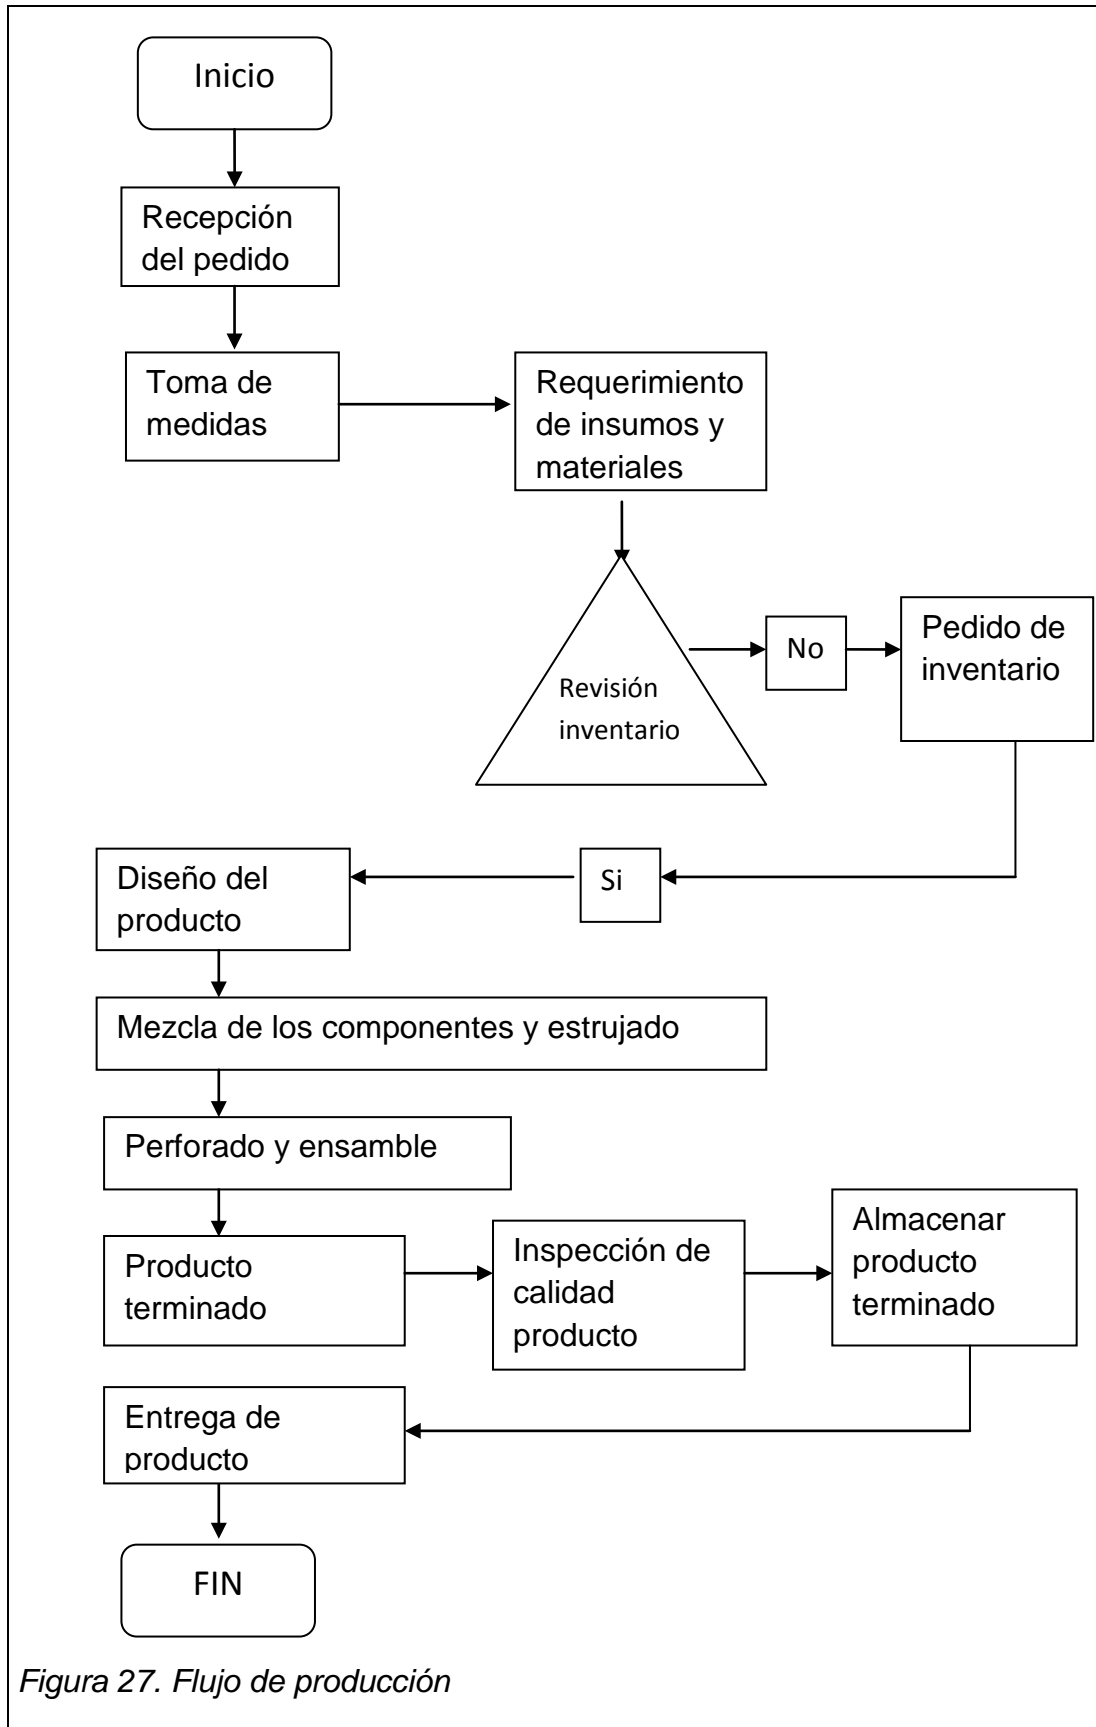 Inicio
Recepción
del pedido
Toma de
medidas
Requerimiento
de insumos y
materiales
Revisión
inventario
No
Pedido de
inventario
Si
Diseño del
producto
Mezcla de los componentes y estrujado
Perforado y ensamble
Producto
terminado
Inspección de
calidad
producto
Almacenar
producto
terminado
Entrega de
producto
FIN
Figura 27. Flujo de producción